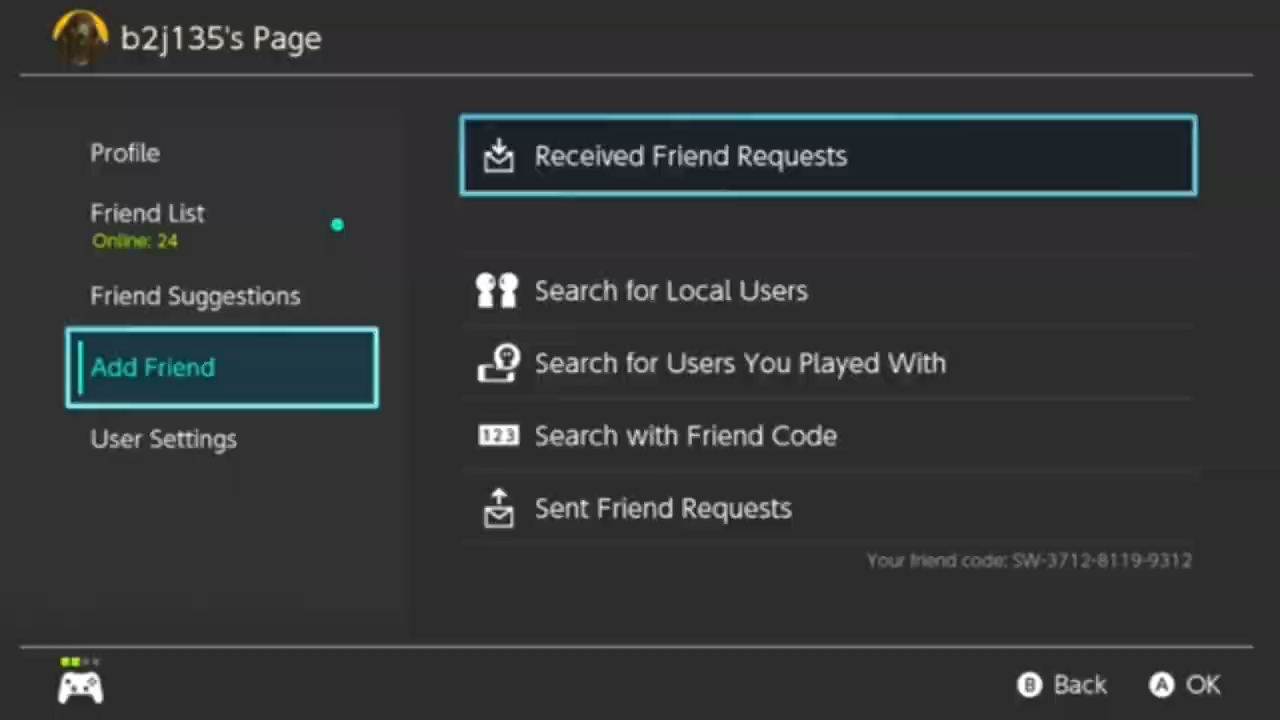 b2j135's Page
Profile
Friend List
Online: 24
Friend Suggestions
Add Friend
User Settings
Received Friend Requests
Search for Local Users
Search for Users You Played With
123 Search with Friend Code
Sent Friend Requests
Your friend code: SW-3712-8119-9312
B Back
A OK